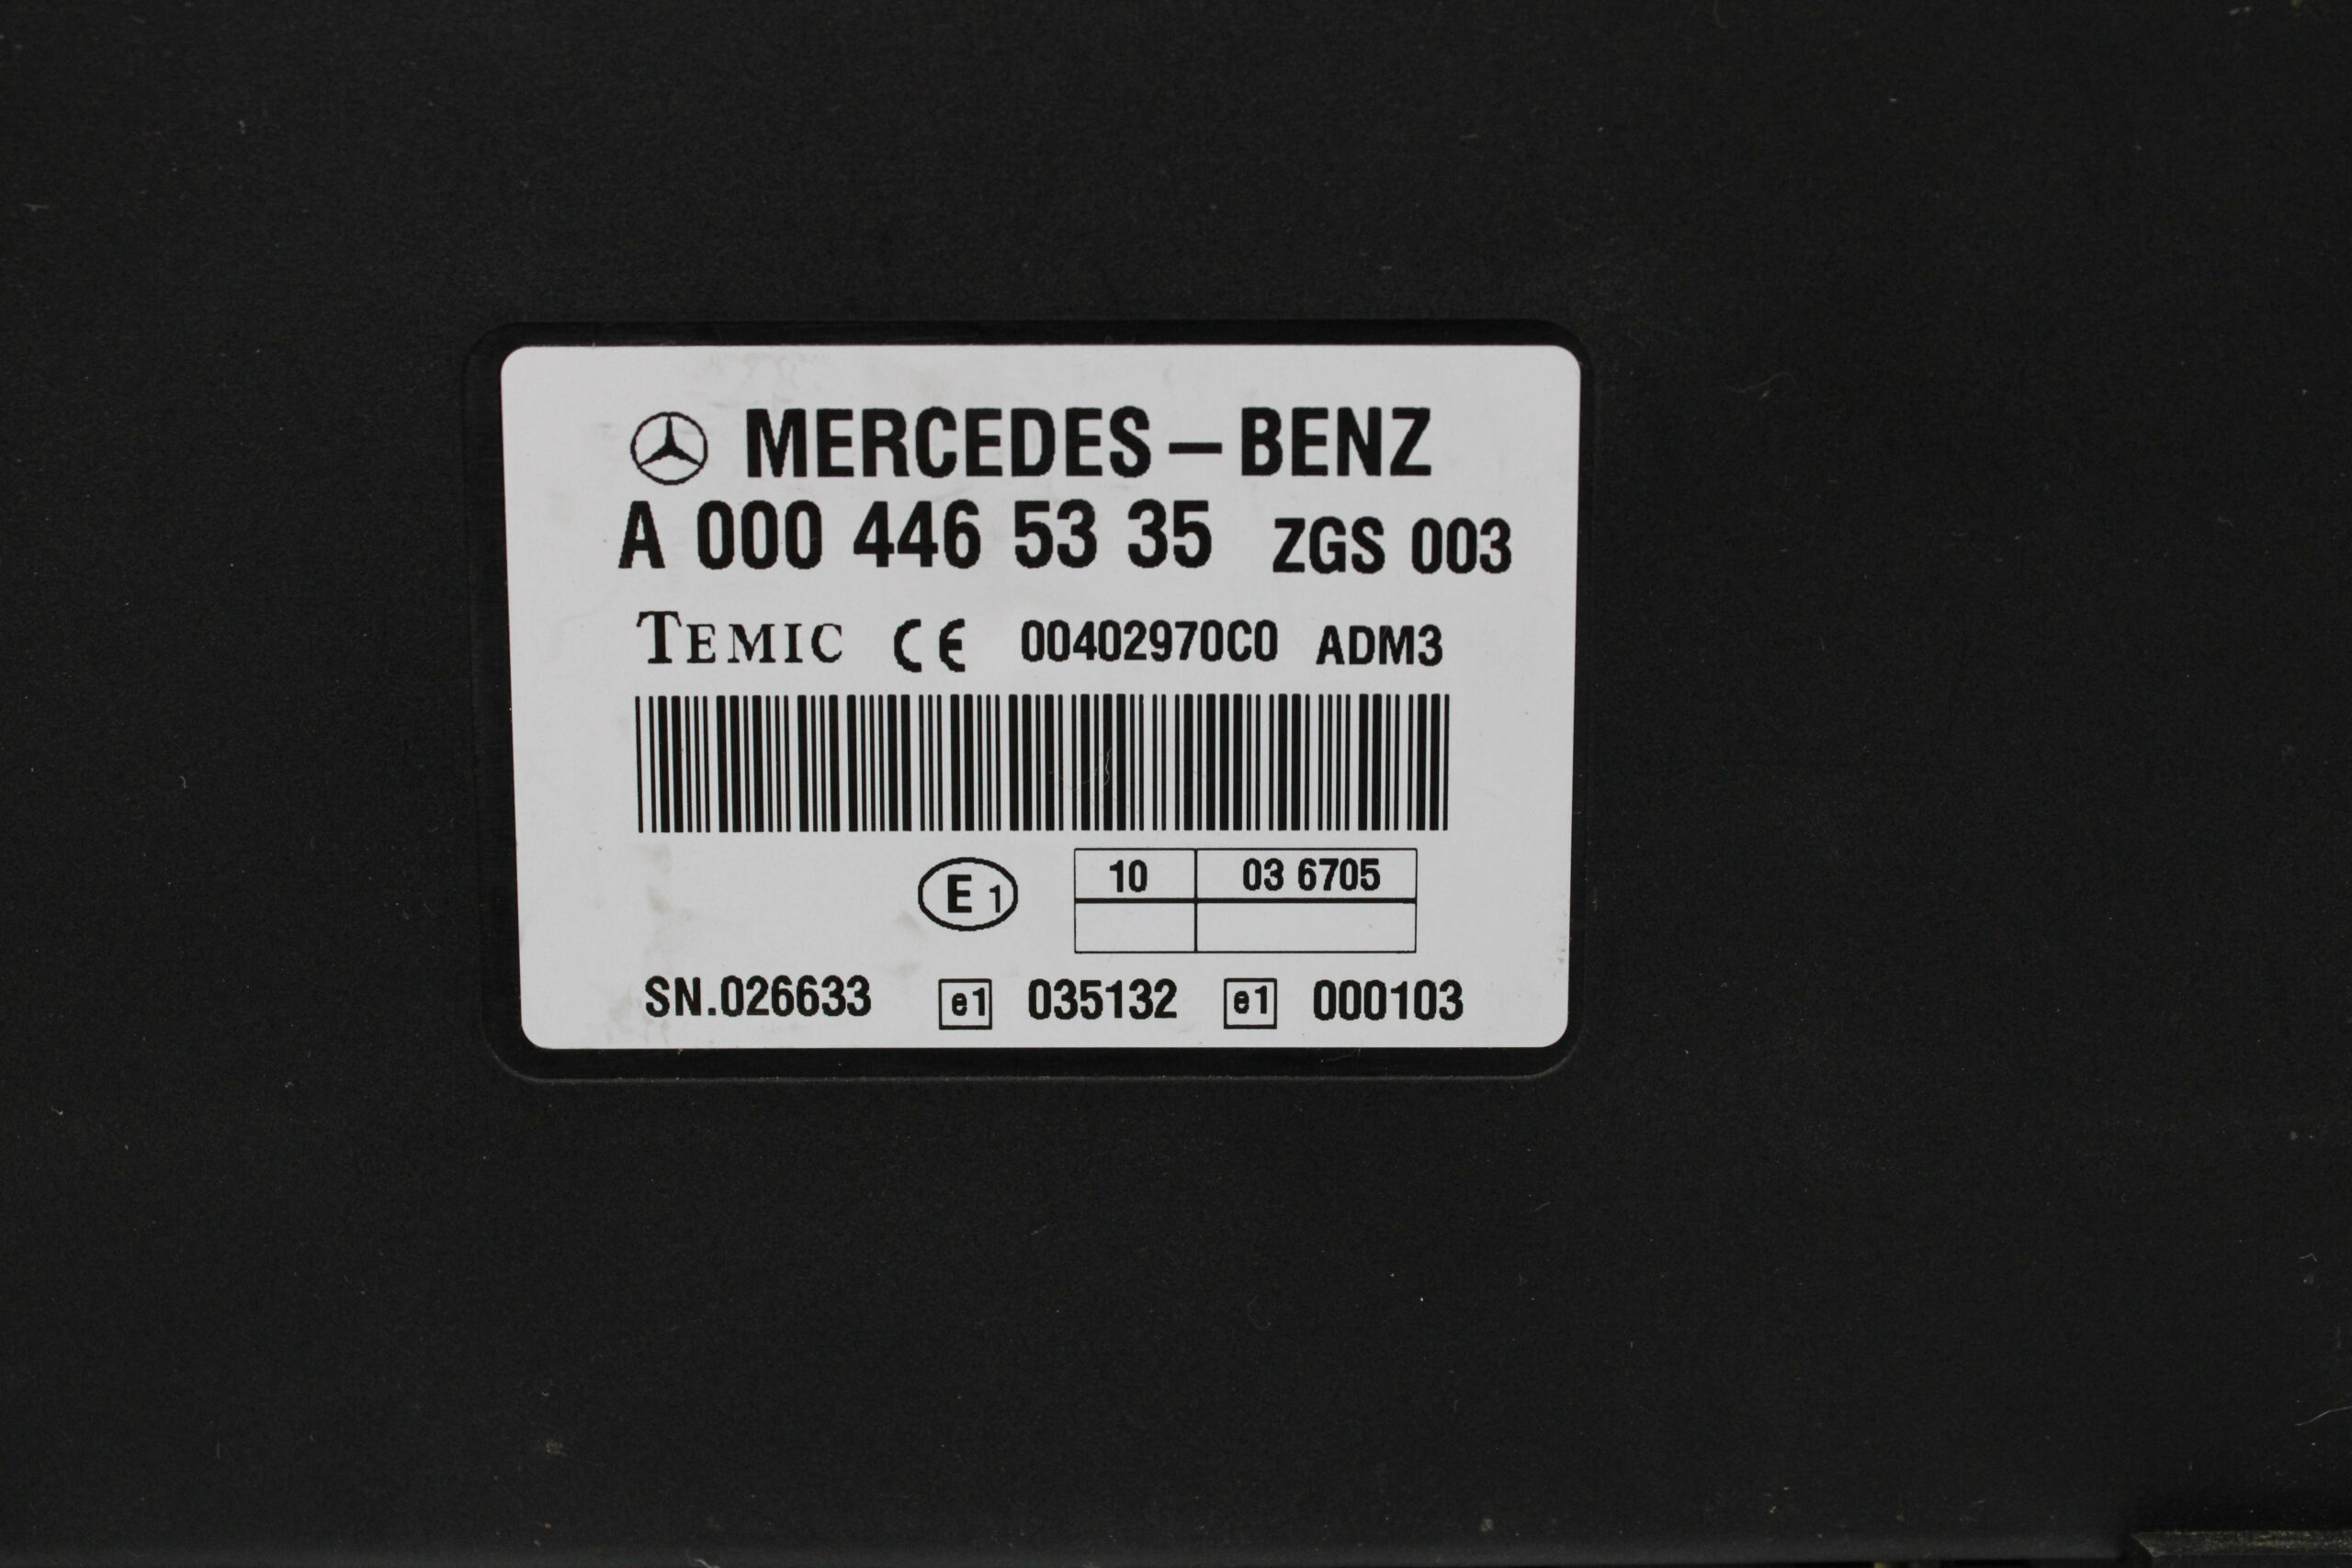 MERCEDES – BENZ
A 000 446 53 35 ZGS 003
TEMIC CE 00402970C0 ADM3
E 1 10 03 6705
SN.026633 e1 035132 e1 000103